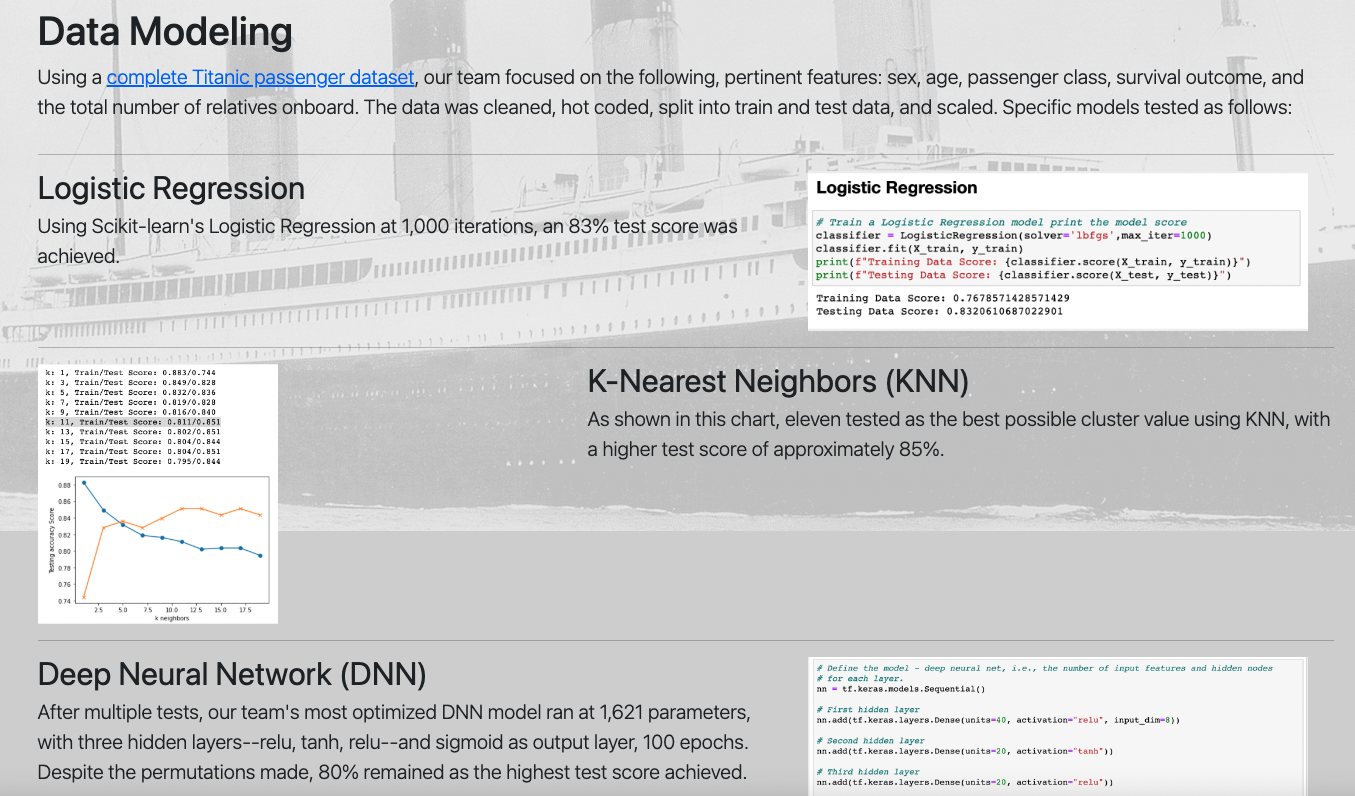 Data Modeling
Using a complete Titanic passenger dataset, our team focused on the following, pertinent features: sex, age, passenger class, survival outcome, and
the total number of relatives onboard. The data was cleaned, hot coded, split into train and test data, and scaled. Specific models tested as follows:
Logistic Regression
Using Scikit-learn's Logistic Regression at 1,000 iterations, an 83% test score was
achieved.
Logistic Regression
# Train a Logistic Regression model print the model score
classifier = LogisticRegression(solver='lbfgs',max_iter=1000)
classifier.fit(X_train, y_train)
print(f"Training Data Score: {classifier.score(X_train, y_train)}")
print(f"Testing Data Score: {classifier.score(X_test, y_test)}")
Training Data Score: 0.7678571428571429
Testing Data Score: 0.8320610687022901
k: 1, Train/Test Score: 0.883/0.744
k: 3, Train/Test Score: 0.849/0.828
k: 5, Train/Test Score: 0.832/0.836
k: 7, Train/Test Score: 0.819/0.828
k: 9, Train/Test Score: 0.816/0.840
k: 11, Train/Test Score: 0.811/0.851
k: 13, Train/Test Score: 0.802/0.851
k: 15, Train/Test Score: 0.804/0.844
k: 17, Train/Test Score: 0.804/0.851
k: 19, Train/Test Score: 0.795/0.844
Testing accuracy Score
0.88
0.86
0.84
0.82
0.80
0.78
0.76
0.74
2.5 5.0 7.5 10.0 12.5 15.0 17.5
k neighbors
K-Nearest Neighbors (KNN)
As shown in this chart, eleven tested as the best possible cluster value using KNN, with
a higher test score of approximately 85%.
Deep Neural Network (DNN)
After multiple tests, our team's most optimized DNN model ran at 1,621 parameters,
with three hidden layers--relu, tanh, relu--and sigmoid as output layer, 100 epochs.
Despite the permutations made, 80% remained as the highest test score achieved.
# Define the model - deep neural net, i.e., the number of input features and hidden nodes
# for each layer.
nn = tf.keras.models.Sequential()
# First hidden layer
nn.add(tf.keras.layers.Dense(units=40, activation="relu", input_dim=8))
# Second hidden layer
nn.add(tf.keras.layers.Dense(units=20, activation="tanh"))
# Third hidden layer
nn.add(tf.keras.layers.Dense(units=20, activation="relu"))